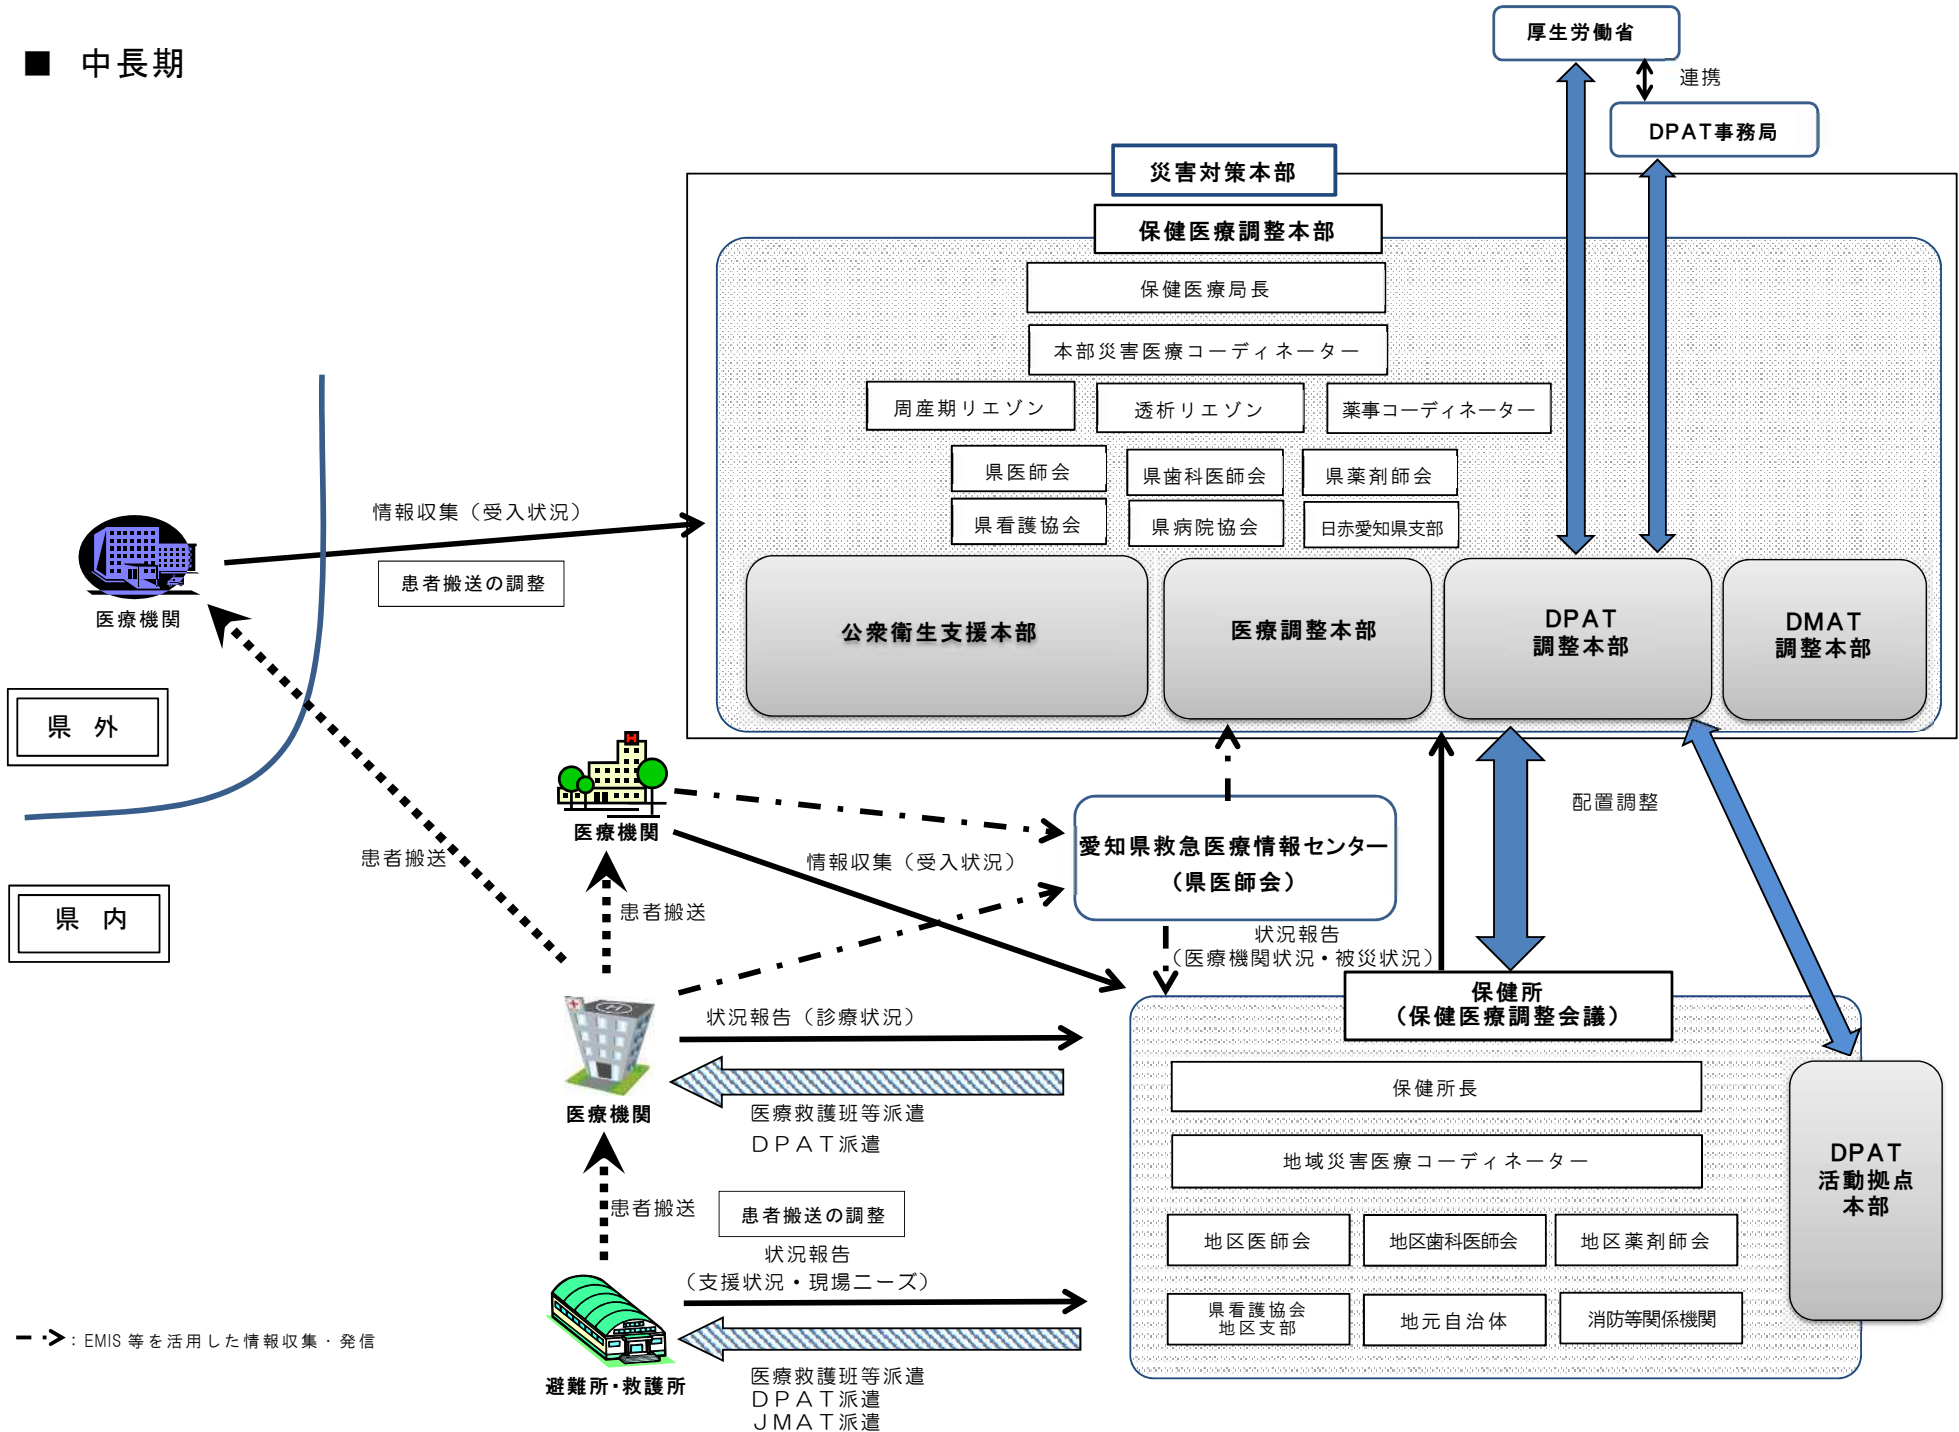 ■ 中長期
厚生労働省
連携
DPAT事務局
災害対策本部
保健医療調整本部
保健医療局長
本部災害医療コーディネーター
周産期リエゾン
透析リエゾン
薬事コーディネーター
県医師会
県歯科医師会
県薬剤師会
県看護協会
県病院協会
日赤愛知県支部
公衆衛生支援本部
医療調整本部
DPAT
調整本部
DMAT
調整本部
情報収集（受入状況）
患者搬送の調整
医療機関
県 外
県 内
患者搬送
医療機関
患者搬送
情報収集（受入状況）
愛知県救急医療情報センター
（県医師会）
配置調整
状況報告
（医療機関状況・被災状況）
保健所
（保健医療調整会議）
保健所長
地域災害医療コーディネーター
地区医師会
地区歯科医師会
地区薬剤師会
県看護協会
地区支部
地元自治体
消防等関係機関
DPAT
活動拠点
本部
状況報告（診療状況）
医療機関
医療救護班等派遣
ＤＰＡＴ派遣
患者搬送
患者搬送の調整
状況報告
（支援状況・現場ニーズ）
避難所・救護所
医療救護班等派遣
ＤＰＡＴ派遣
ＪＭＡＴ派遣
：EMIS 等を活用した情報収集・発信